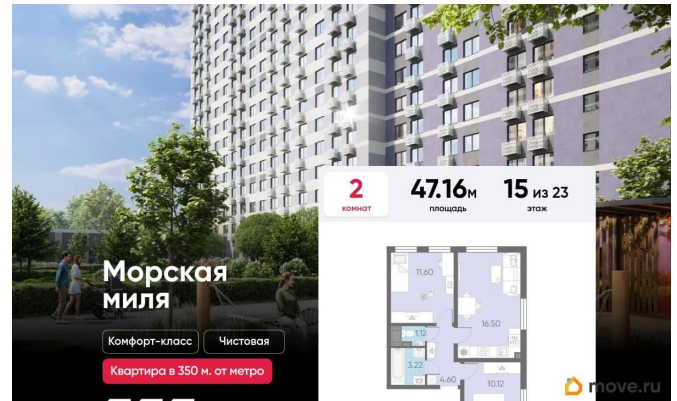 2
комнат
47.16м
площадь
15 из 23
этаж
Морская
миля
Комфорт-класс
Чистовая
Квартира в 350 м. от метро
11.60
16.50
1.12
3.22
4.60
10.12
move.ru